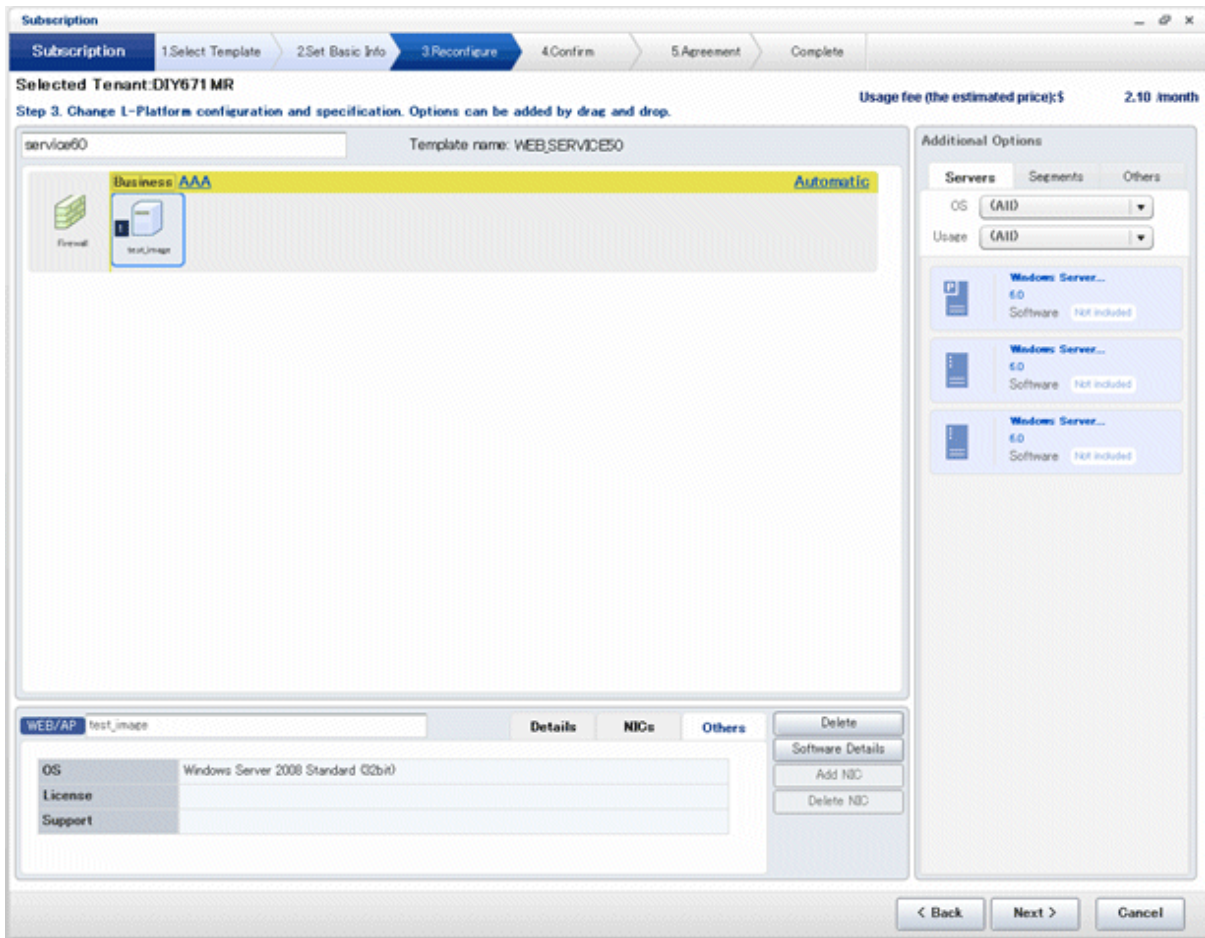 Subscription
Subscription 1.Select Template 2.Set Basic Info 3.Reconfigure 4.Confirm 5.Agreement Complete
Selected Tenant:DIY671 MR
Usage fee (the estimated price):$ 2.10 /month
Step 3. Change L-Platform configuration and specification. Options can be added by drag and drop.
service60 Template name: WEB_SERVICE50
Business AAA Automatic
Firewall
test_image
Additional Options
Servers Segments Others
OS (All)
Usage (All)
Windows Server...
6.0
Software Not included
Windows Server...
6.0
Software Not included
Windows Server...
6.0
Software Not included
WEB/AP test_image Details NICs Others
OS Windows Server 2008 Standard (32bit)
License
Support
Delete
Software Details
Add NIC
Delete NIC
< Back Next > Cancel